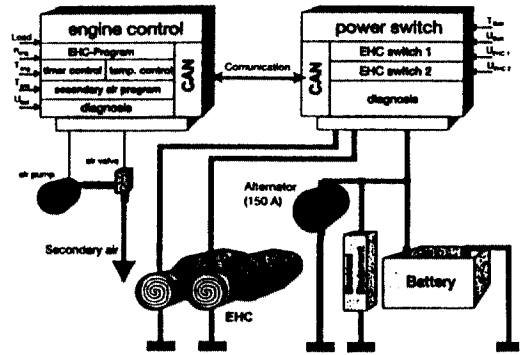 engine control
Load
EHC-Program
timer control temp. control
secondary air program
diagnosis
CAN
Comunication
power switch
CAN
EHC switch 1
EHC switch 2
diagnosis
air pump
air valve
Secondary air
EHC
Alternator
(150 A)
Battery